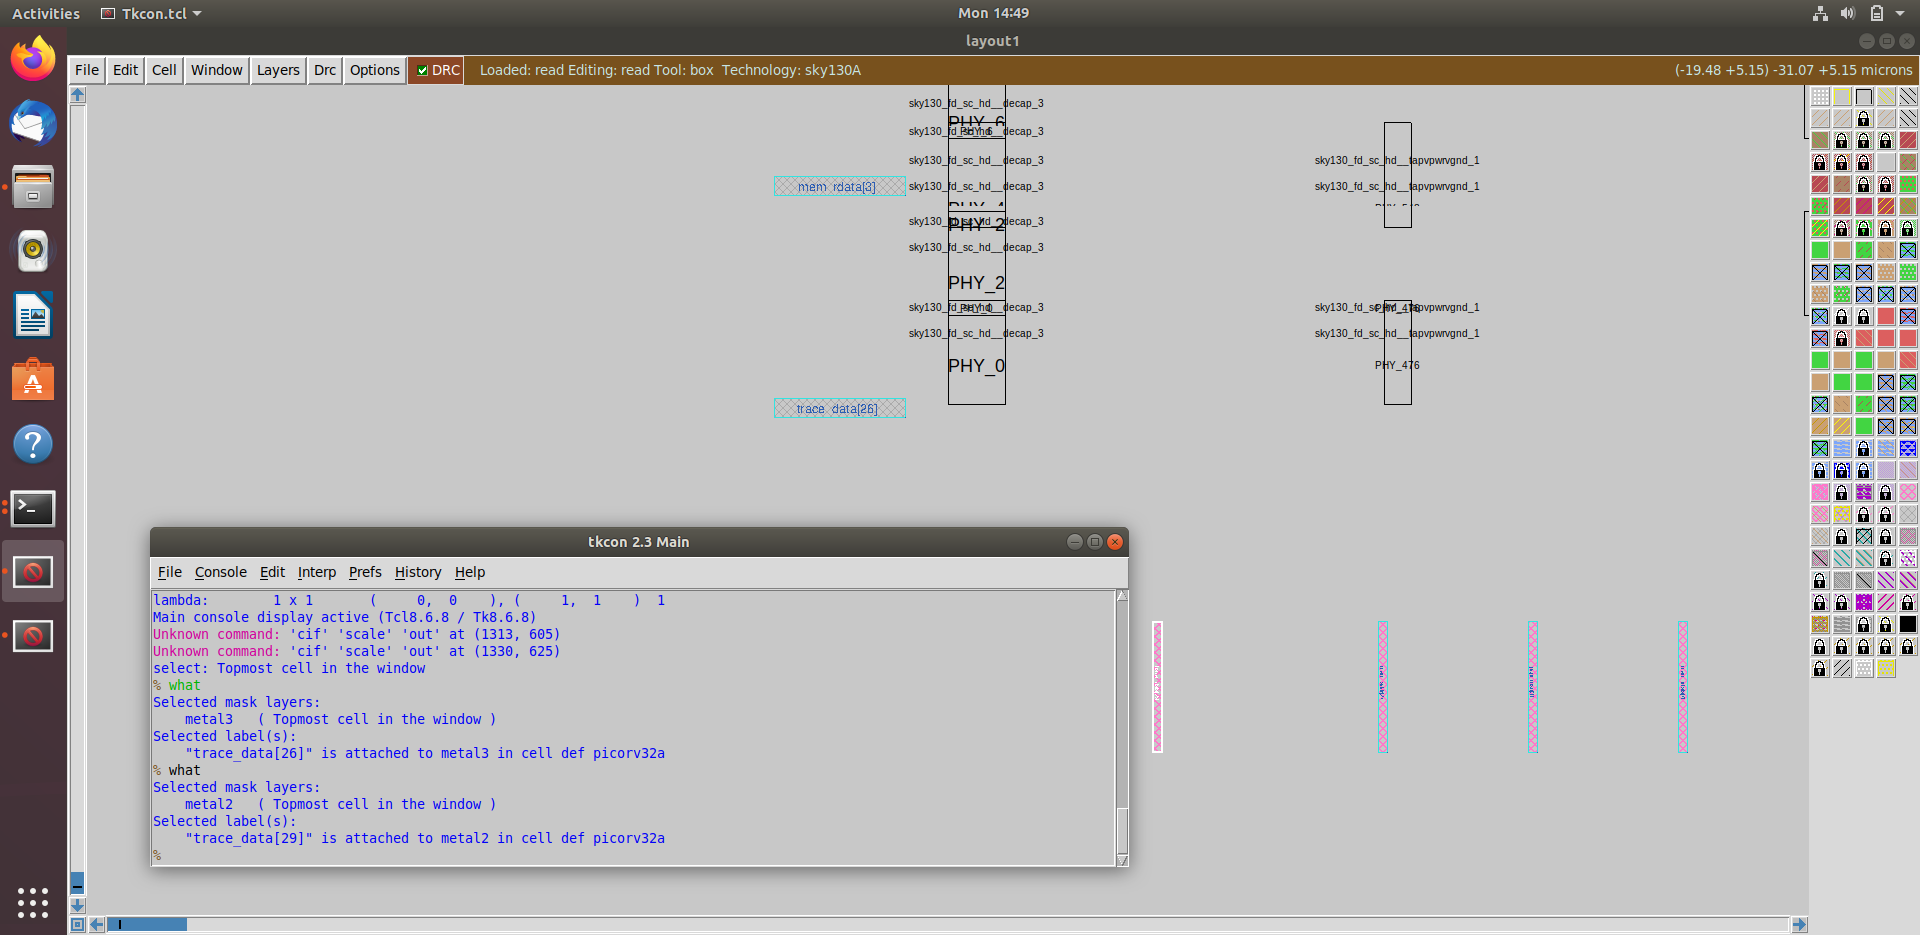 Activities
Tkcon.tcl
Mon 14:49
layout1
File Edit Cell Window Layers Drc Options DRC
Loaded: read Editing: read Tool: box Technology: sky130A
(-19.48 +5.15) -31.07 +5.15 microns
sky130_fd_sc_hd__decap_3
PHY_6
sky130_fd_sc_hd__decap_3
PHY_6
sky130_fd_sc_hd__decap_3
sky130_fd_sc_hd__tapvpwrvgnd_1
mem_rdata[3]
sky130_fd_sc_hd__decap_3
sky130_fd_sc_hd__tapvpwrvgnd_1
PHY_4
sky130_fd_sc_hd__decap_3
PHY_2
sky130_fd_sc_hd__decap_3
PHY_2
sky130_fd_sc_hd__decap_3
PHY_0
sky130_fd_sc_hd__tapvpwrvgnd_1
PHY_476
sky130_fd_sc_hd__decap_3
sky130_fd_sc_hd__tapvpwrvgnd_1
PHY_0
PHY_476
trace_data[26]
tkcon 2.3 Main
File Console Edit Interp Prefs History Help
lambda: 1 x 1 ( 0, 0 ), ( 1, 1 ) 1
Main console display active (Tcl8.6.8 / Tk8.6.8)
Unknown command: 'cif' 'scale' 'out' at (1313, 605)
Unknown command: 'cif' 'scale' 'out' at (1330, 625)
select: Topmost cell in the window
% what
Selected mask layers:
metal3 ( Topmost cell in the window )
Selected label(s):
"trace_data[26]" is attached to metal3 in cell def picorv32a
% what
Selected mask layers:
metal2 ( Topmost cell in the window )
Selected label(s):
"trace_data[29]" is attached to metal2 in cell def picorv32a
%